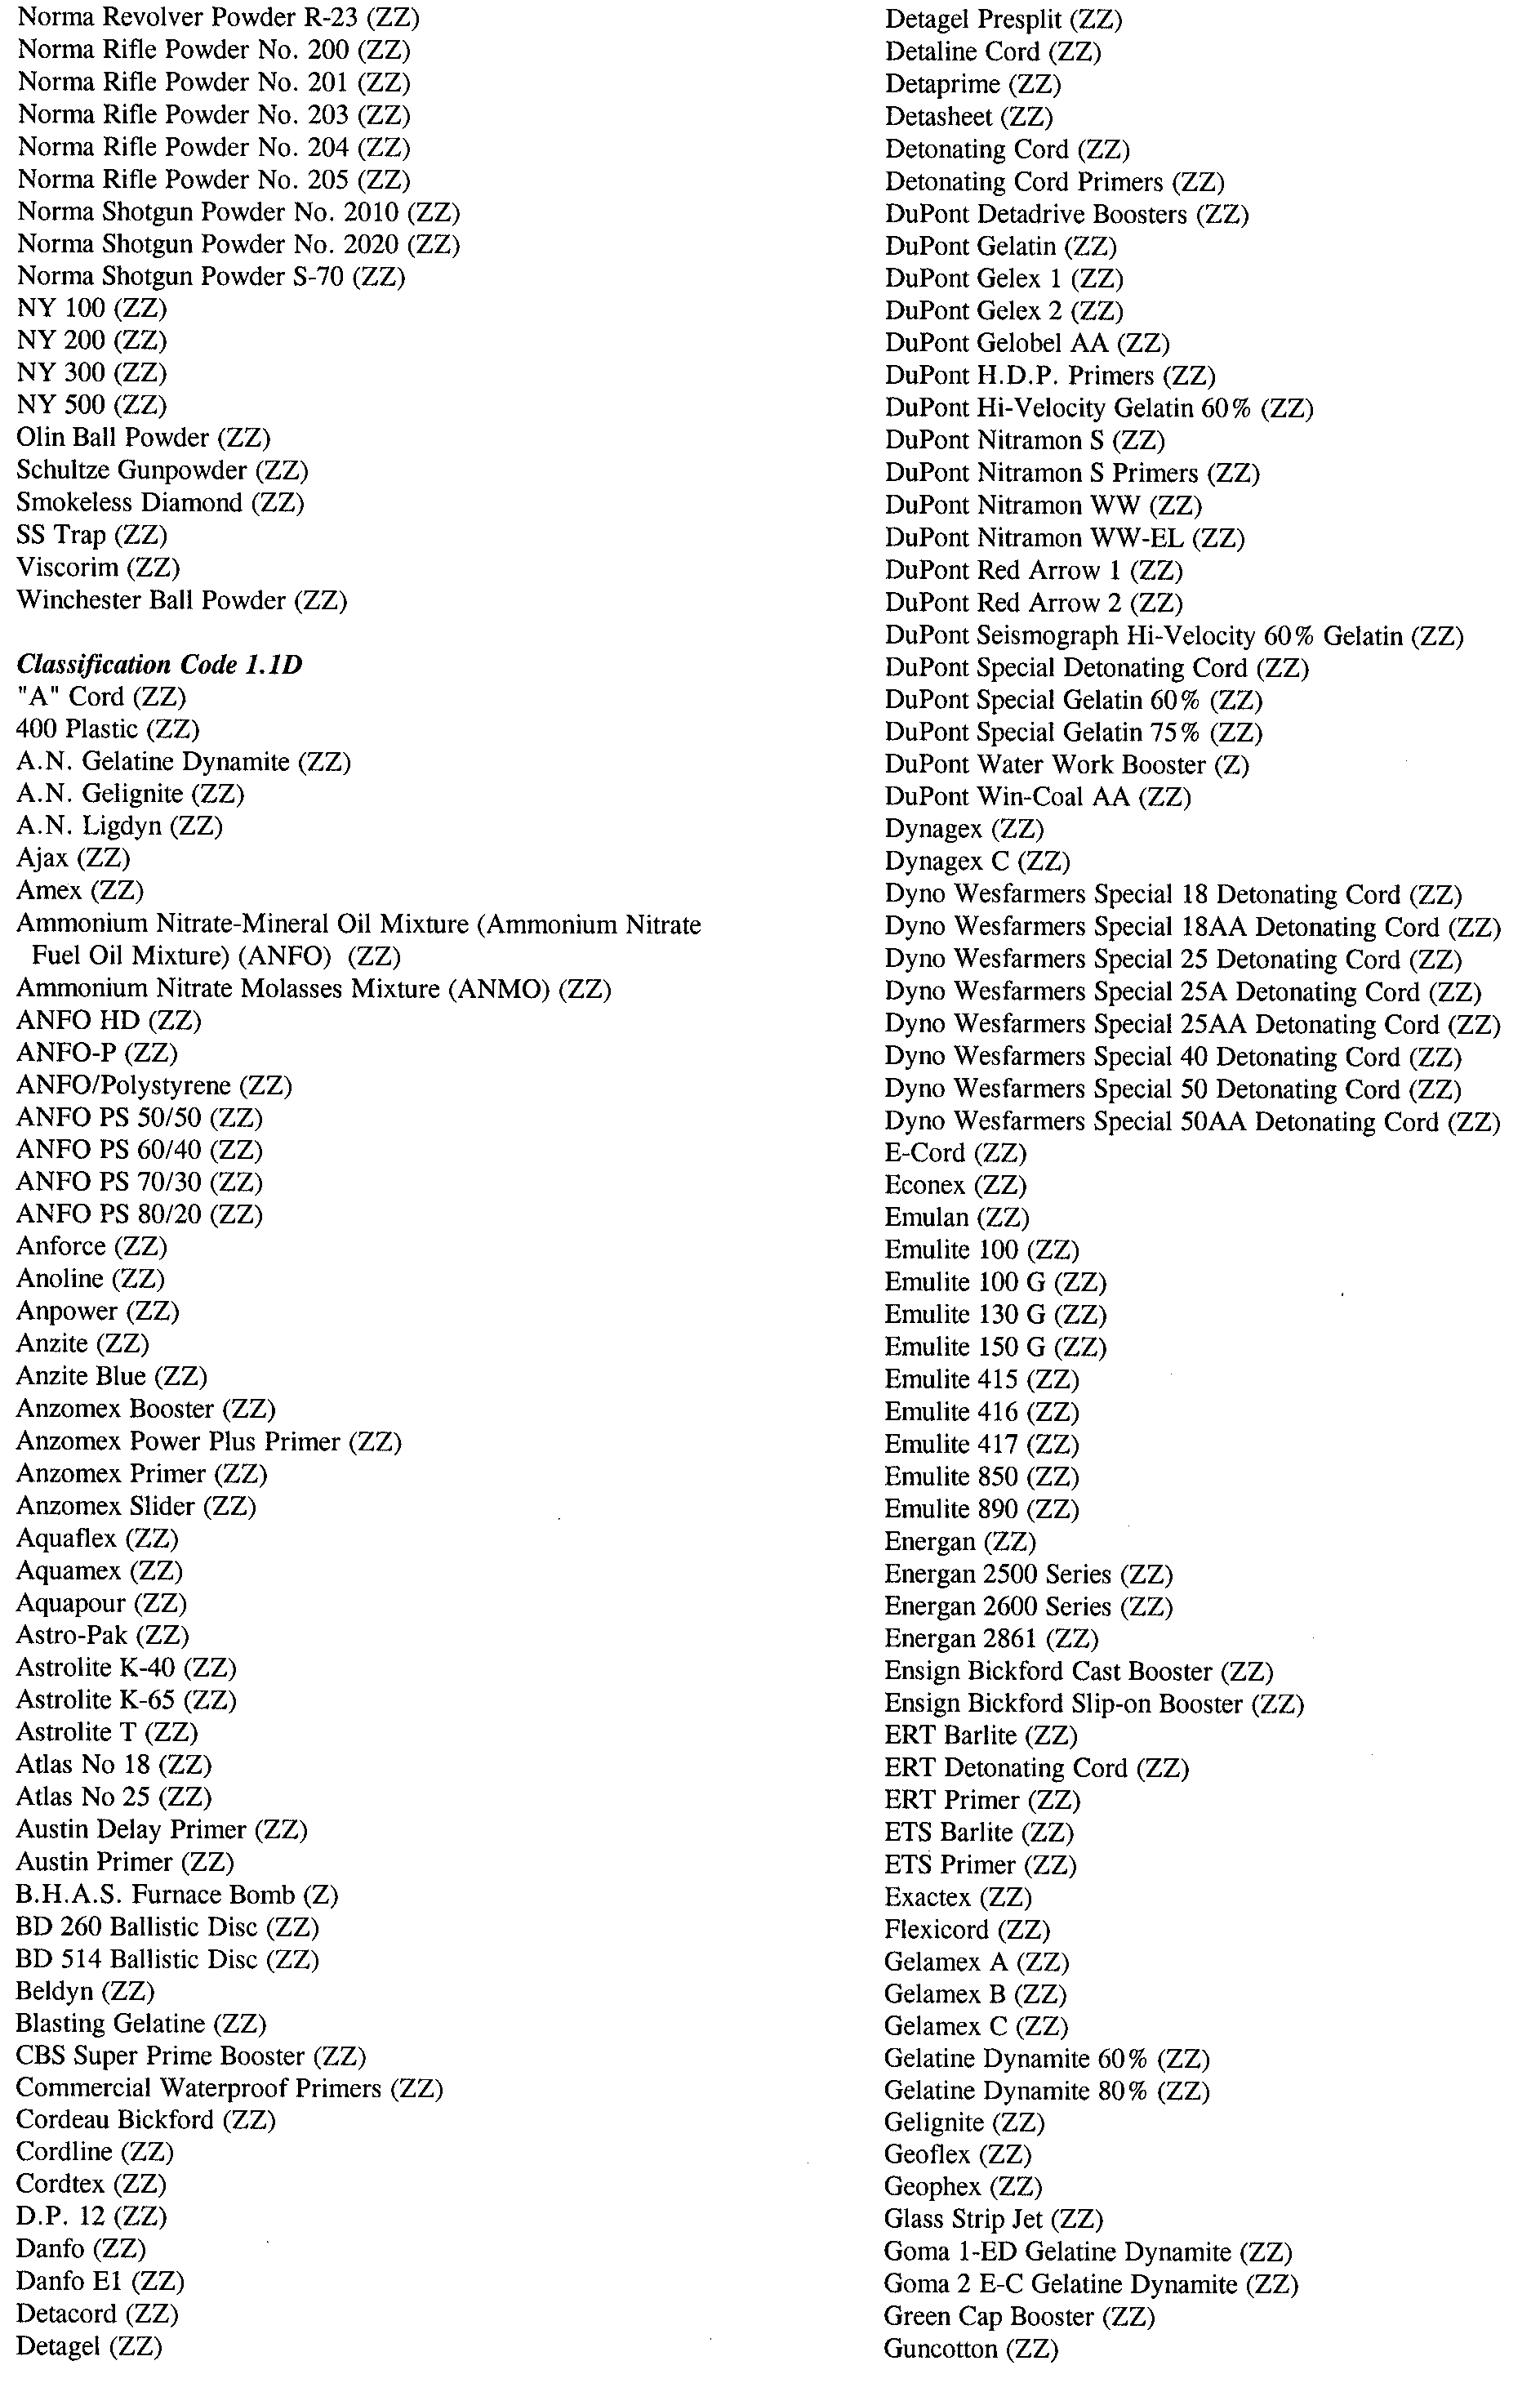 Norma Revolver Powder R-23 (ZZ)
Norma Rifle Powder No. 200 (ZZ)
Norma Rifle Powder No. 201 (ZZ)
Norma Rifle Powder No. 203 (ZZ)
Norma Rifle Powder No. 204 (ZZ)
Norma Rifle Powder No. 205 (ZZ)
Norma Shotgun Powder No. 2010 (ZZ)
Norma Shotgun Powder No. 2020 (ZZ)
Norma Shotgun Powder S-70 (ZZ)
NY 100 (ZZ)
NY 200 (ZZ)
NY 300 (ZZ)
NY 500 (ZZ)
Olin Ball Powder (ZZ)
Schultze Gunpowder (ZZ)
Smokeless Diamond (ZZ)
SS Trap (ZZ)
Viscorim (ZZ)
Winchester Ball Powder (ZZ)
Classification Code 1.1D
"A" Cord (ZZ)
400 Plastic (ZZ)
A.N. Gelatine Dynamite (ZZ)
A.N. Gelignite (ZZ)
A.N. Ligdyn (ZZ)
Ajax (ZZ)
Amex (ZZ)
Ammonium Nitrate-Mineral Oil Mixture (Ammonium Nitrate
Fuel Oil Mixture) (ANFO) (ZZ)
Ammonium Nitrate Molasses Mixture (ANMO) (ZZ)
ANFO HD (ZZ)
ANFO-P (ZZ)
ANFO/Polystyrene (ZZ)
ANFO PS 50/50 (ZZ)
ANFO PS 60/40 (ZZ)
ANFO PS 70/30 (ZZ)
ANFO PS 80/20 (ZZ)
Anforce (ZZ)
Anoline (ZZ)
Anpower (ZZ)
Anzite (ZZ)
Anzite Blue (ZZ)
Anzomex Booster (ZZ)
Anzomex Power Plus Primer (ZZ)
Anzomex Primer (ZZ)
Anzomex Slider (ZZ)
Aquaflex (ZZ)
Aquamex (ZZ)
Aquapour (ZZ)
Astro-Pak (ZZ)
Astrolite K-40 (ZZ)
Astrolite K-65 (ZZ)
Astrolite T (ZZ)
Atlas No 18 (ZZ)
Atlas No 25 (ZZ)
Austin Delay Primer (ZZ)
Austin Primer (ZZ)
B.H.A.S. Furnace Bomb (Z)
BD 260 Ballistic Disc (ZZ)
BD 514 Ballistic Disc (ZZ)
Beldyn (ZZ)
Blasting Gelatine (ZZ)
CBS Super Prime Booster (ZZ)
Commercial Waterproof Primers (ZZ)
Cordeau Bickford (ZZ)
Cordline (ZZ)
Cordtex (ZZ)
D.P. 12 (ZZ)
Danfo (ZZ)
Danfo E1 (ZZ)
Detacord (ZZ)
Detagel (ZZ)
Detagel Presplit (ZZ)
Detaline Cord (ZZ)
Detaprime (ZZ)
Detasheet (ZZ)
Detonating Cord (ZZ)
Detonating Cord Primers (ZZ)
DuPont Detadrive Boosters (ZZ)
DuPont Gelatin (ZZ)
DuPont Gelex 1 (ZZ)
DuPont Gelex 2 (ZZ)
DuPont Gelobel AA (ZZ)
DuPont H.D.P. Primers (ZZ)
DuPont Hi-Velocity Gelatin 60% (ZZ)
DuPont Nitramon S (ZZ)
DuPont Nitramon S Primers (ZZ)
DuPont Nitramon WW (ZZ)
DuPont Nitramon WW-EL (ZZ)
DuPont Red Arrow 1 (ZZ)
DuPont Red Arrow 2 (ZZ)
DuPont Seismograph Hi-Velocity 60% Gelatin (ZZ)
DuPont Special Detonating Cord (ZZ)
DuPont Special Gelatin 60% (ZZ)
DuPont Special Gelatin 75% (ZZ)
DuPont Water Work Booster (Z)
DuPont Win-Coal AA (ZZ)
Dynagex (ZZ)
Dynagex C (ZZ)
Dyno Wesfarmers Special 18 Detonating Cord (ZZ)
Dyno Wesfarmers Special 18AA Detonating Cord (ZZ)
Dyno Wesfarmers Special 25 Detonating Cord (ZZ)
Dyno Wesfarmers Special 25A Detonating Cord (ZZ)
Dyno Wesfarmers Special 25AA Detonating Cord (ZZ)
Dyno Wesfarmers Special 40 Detonating Cord (ZZ)
Dyno Wesfarmers Special 50 Detonating Cord (ZZ)
Dyno Wesfarmers Special 50AA Detonating Cord (ZZ)
E-Cord (ZZ)
Econex (ZZ)
Emulan (ZZ)
Emulite 100 (ZZ)
Emulite 100 G (ZZ)
Emulite 130 G (ZZ)
Emulite 150 G (ZZ)
Emulite 415 (ZZ)
Emulite 416 (ZZ)
Emulite 417 (ZZ)
Emulite 850 (ZZ)
Emulite 890 (ZZ)
Energan (ZZ)
Energan 2500 Series (ZZ)
Energan 2600 Series (ZZ)
Energan 2861 (ZZ)
Ensign Bickford Cast Booster (ZZ)
Ensign Bickford Slip-on Booster (ZZ)
ERT Barlite (ZZ)
ERT Detonating Cord (ZZ)
ERT Primer (ZZ)
ETS Barlite (ZZ)
ETS Primer (ZZ)
Exactex (ZZ)
Flexicord (ZZ)
Gelamex A (ZZ)
Gelamex B (ZZ)
Gelamex C (ZZ)
Gelatine Dynamite 60% (ZZ)
Gelatine Dynamite 80% (ZZ)
Gelignite (ZZ)
Geoflex (ZZ)
Geophex (ZZ)
Glass Strip Jet (ZZ)
Goma 1-ED Gelatine Dynamite (ZZ)
Goma 2 E-C Gelatine Dynamite (ZZ)
Green Cap Booster (ZZ)
Guncotton (ZZ)